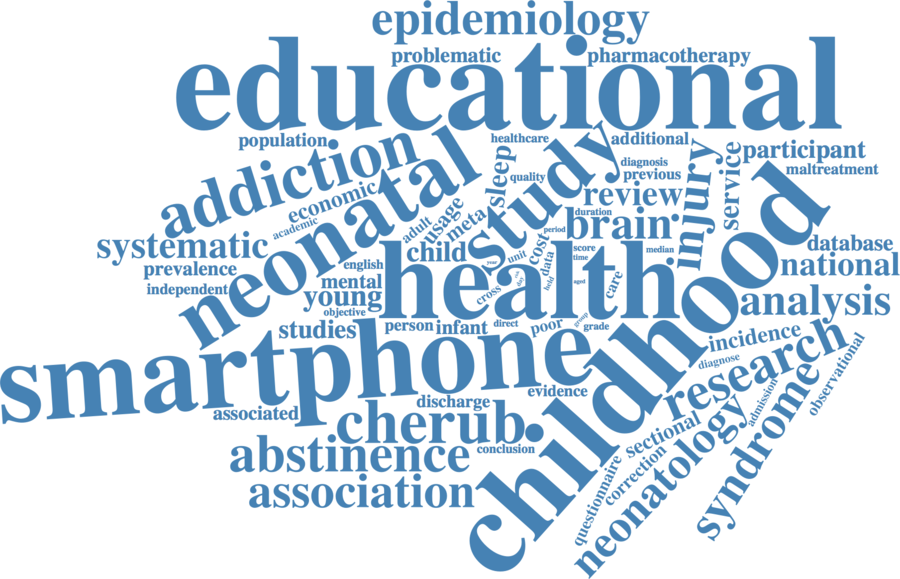 epidemiology
educational
problematic
pharmacotherapy
population
healthcare
additional
addiction
neonatal
study
sleep
injury
service
participant
maltreatment
diagnosis
previous
quality
economic
academic
usage
adult
meta
review
duration
brain
period
systematic
prevalence
independent
english
mental
child
young
objective
health
cost
data
unit
year
score
time
median
aged
hold
cross
care
group
database
national
analysis
childhood
studies
person
infant
direct
poor
grade
smartphone
associated
discharge
evidence
incidence
diagnose
research
observational
admission
syndrome
cherub
conclusion
abstinence
association
sectional
correction
questionnaire
neonatology